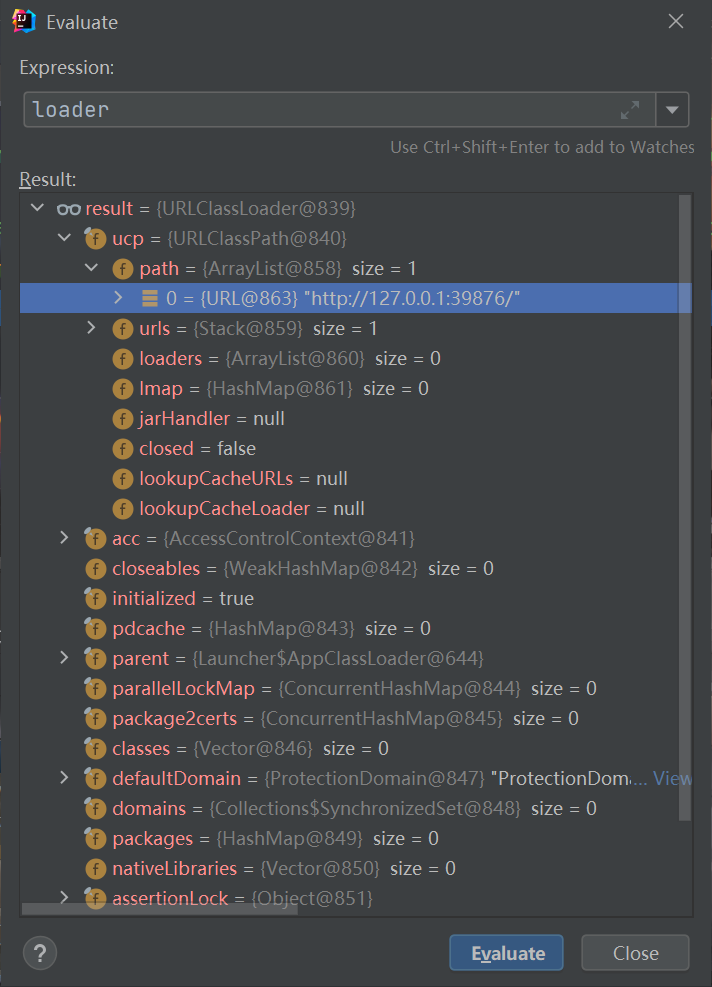 Evaluate
Expression:
loader
Use Ctrl+Shift+Enter to add to Watches
Result:
result = {URLClassLoader@839}
ucp = {URLClassPath@840}
path = {ArrayList@858} size = 1
0 = {URL@863} "http://127.0.0.1:39876/"
urls = {Stack@859} size = 1
loaders = {ArrayList@860} size = 0
lmap = {HashMap@861} size = 0
jarHandler = null
closed = false
lookupCacheURLs = null
lookupCacheLoader = null
acc = {AccessControlContext@841}
closeables = {WeakHashMap@842} size = 0
initialized = true
pdcache = {HashMap@843} size = 0
parent = {Launcher$AppClassLoader@644}
parallelLockMap = {ConcurrentHashMap@844} size = 0
package2certs = {ConcurrentHashMap@845} size = 0
classes = {Vector@846} size = 0
defaultDomain = {ProtectionDomain@847} "ProtectionDoma... View
domains = {Collections$SynchronizedSet@848} size = 0
packages = {HashMap@849} size = 0
nativeLibraries = {Vector@850} size = 0
assertionLock = {Object@851}
? Evaluate Close